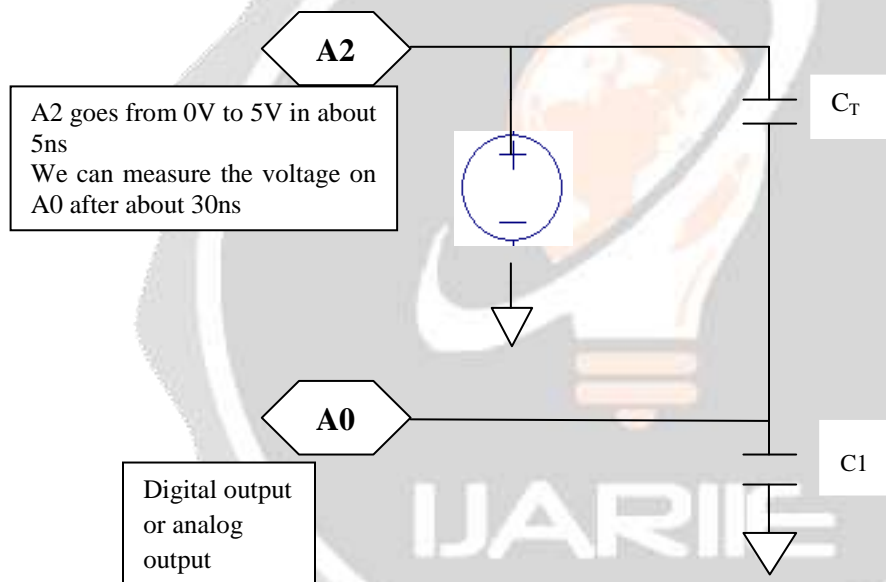 A2
A2 goes from 0V to 5V in about
5ns
We can measure the voltage on
A0 after about 30ns
C_T
A0
C1
Digital output
or analog
output
IJARIIE